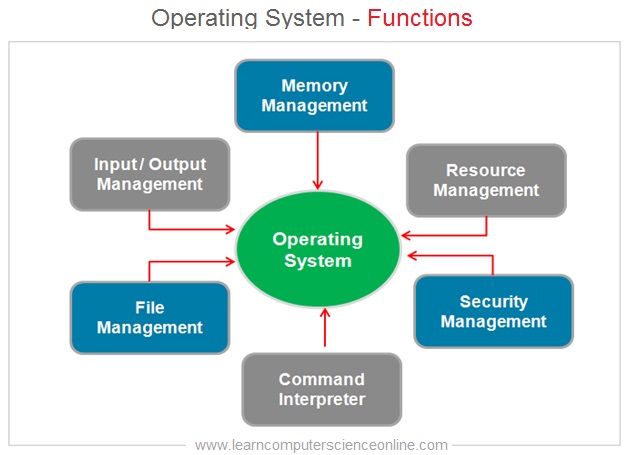 Operating System - Functions
Memory
Management
Input / Output
Management
Resource
Management
Operating
System
File
Management
Security
Management
Command
Interpreter
www.learncomputerscienceonline.com